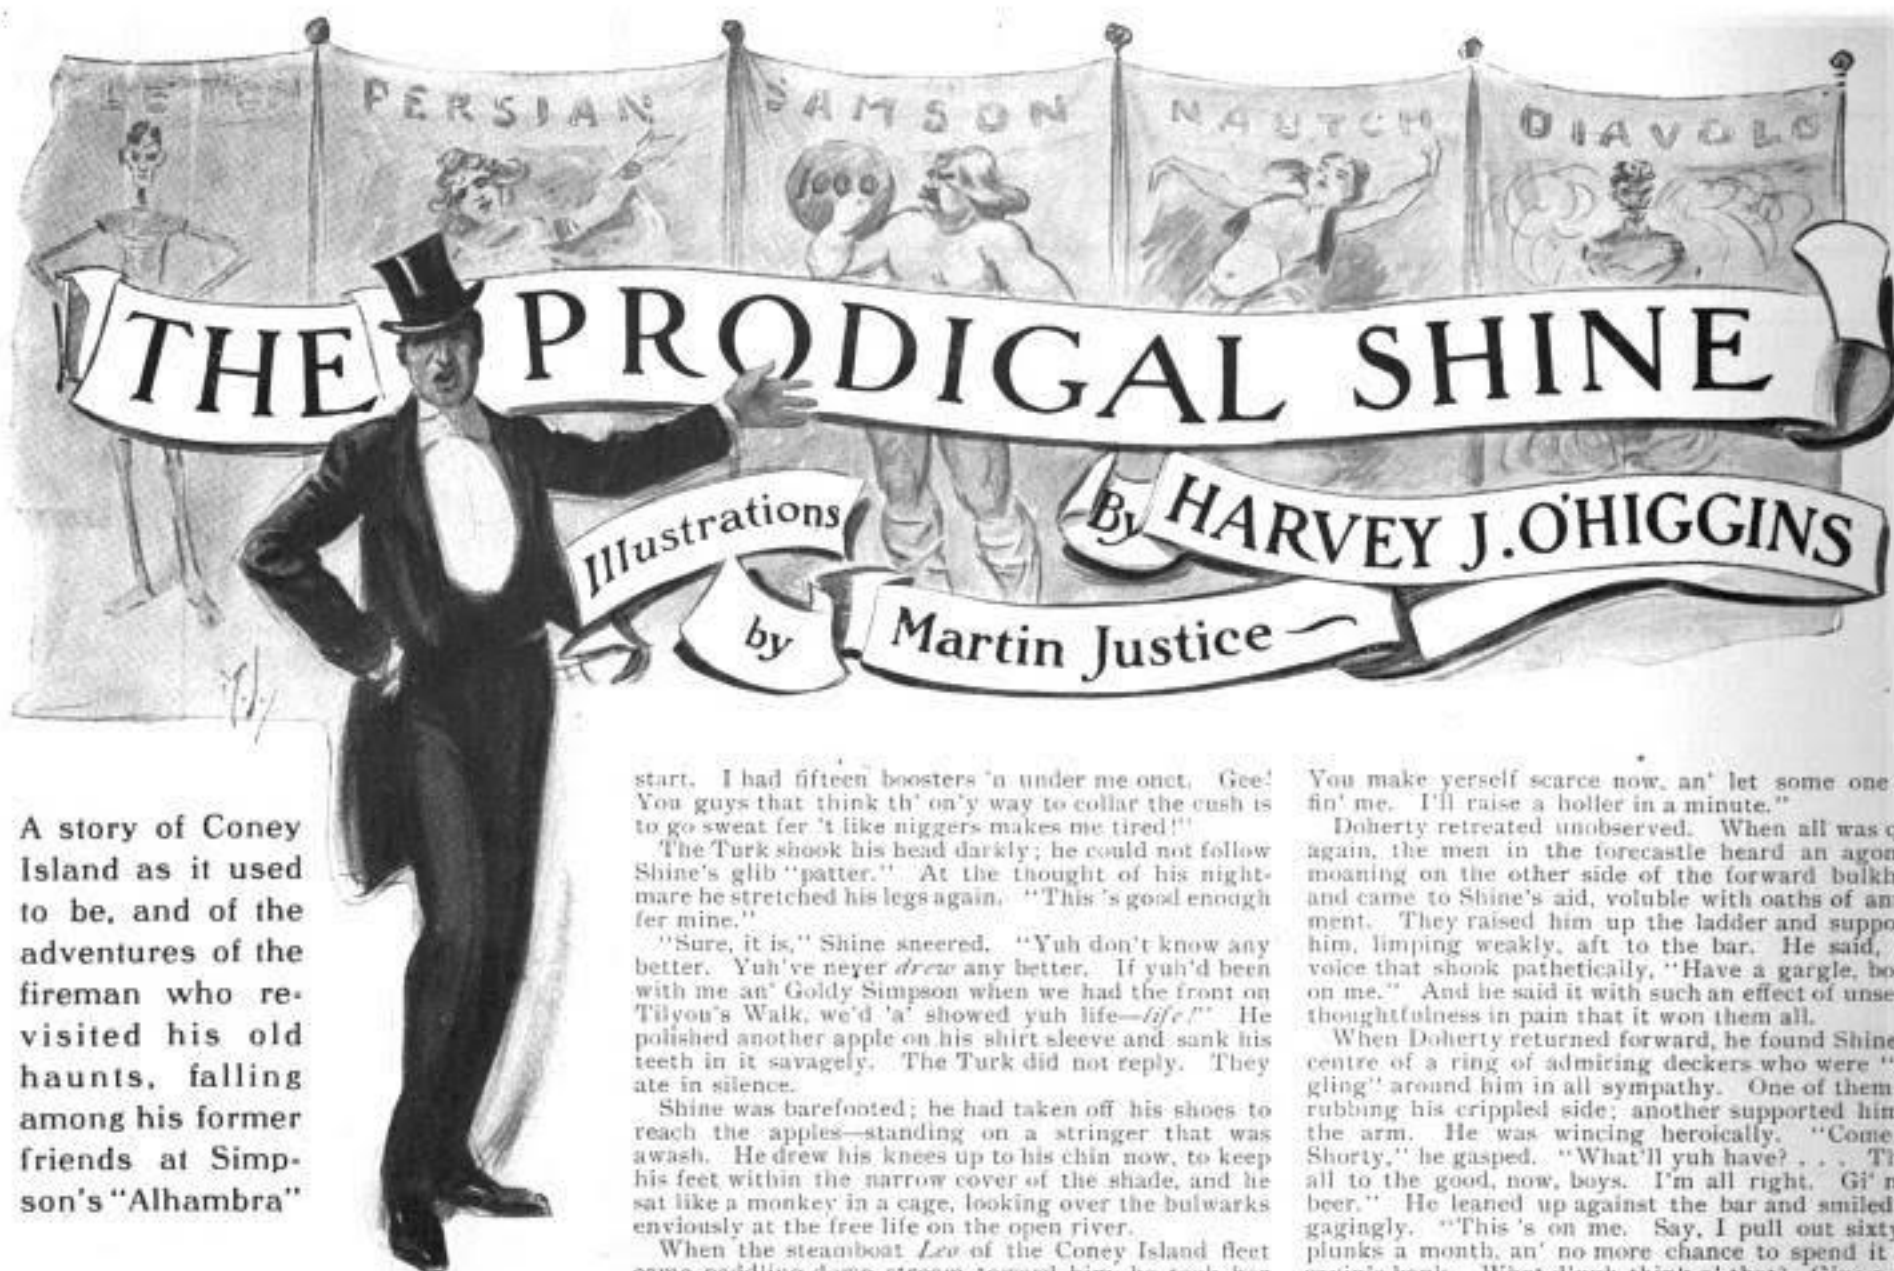 PERSIAN SAMSON NAUTCH DIAVOLO
1000
THE PRODIGAL SHINE
By HARVEY J. O'HIGGINS
Illustrations
by Martin Justice
A story of Coney
Island as it used
to be, and of the
adventures of the
fireman who re-
visited his old
haunts, falling
among his former
friends at Simp-
son's "Alhambra"
start. I had fifteen boosters 'n under me onct. Gee!
You guys that think th' on'y way to collar the cush is
to go sweat fer 't like niggers makes me tired!"
The Turk shook his head darkly; he could not follow
Shine's glib "patter." At the thought of his night-
mare he stretched his legs again. "This 's good enough
fer mine."
"Sure, it is," Shine sneered. "Yuh don't know any
better. Yuh've never drew any better. If yuh'd been
with me an' Goldy Simpson when we had the front on
Tilyou's Walk, we'd 'a' showed yuh life—life!" He
polished another apple on his shirt sleeve and sank his
teeth in it savagely. The Turk did not reply. They
ate in silence.
Shine was barefooted; he had taken off his shoes to
reach the apples—standing on a stringer that was
awash. He drew his knees up to his chin now, to keep
his feet within the narrow cover of the shade, and he
sat like a monkey in a cage, looking over the bulwarks
enviously at the free life on the open river.
When the steamboat Leo of the Coney Island fleet
You make yerself scarce now, an' let some one
fin' me. I'll raise a holler in a minute."
Doherty retreated unobserved. When all was
again, the men in the forecastle heard an
moaning on the other side of the forward
and came to Shine's aid, voluble with oaths of
ment. They raised him up the ladder and
him, limping weakly, aft to the bar. He said,
voice that shook pathetically, "Have a gargle,
on me." And he said it with such an effect of
thoughtfulness in pain that it won them all.
When Doherty returned forward, he found Shine
centre of a ring of admiring deckers who were "
gling" around him in all sympathy. One of them
rubbing his crippled side; another supported him
the arm. He was wincing heroically. "Come
Shorty," he gasped. "What'll yuh have? . . .
all to the good, now, boys. I'm all right. Gi'
beer." He leaned up against the bar and smiled
gagingly. "This 's on me. Say, I pull out sixty
plunks a month, an' no more chance to spend it